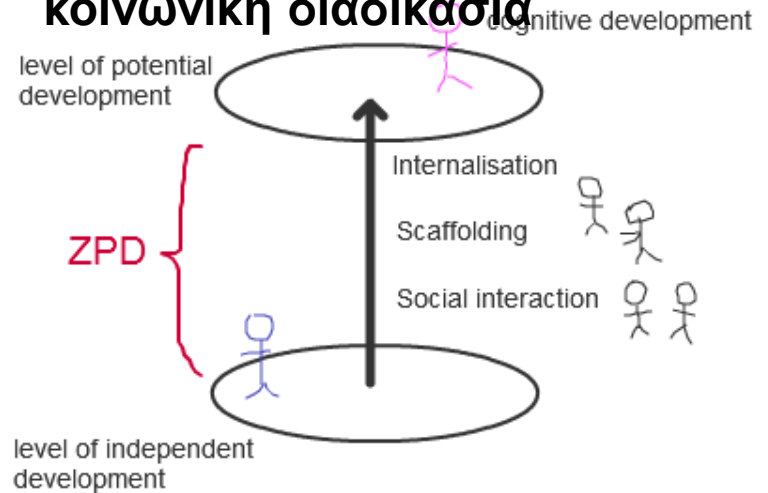 κοινωνική διαδικασία
cognitive development
level of potential
development
Internalisation
Scaffolding
ZPD
Social interaction
level of independent
development